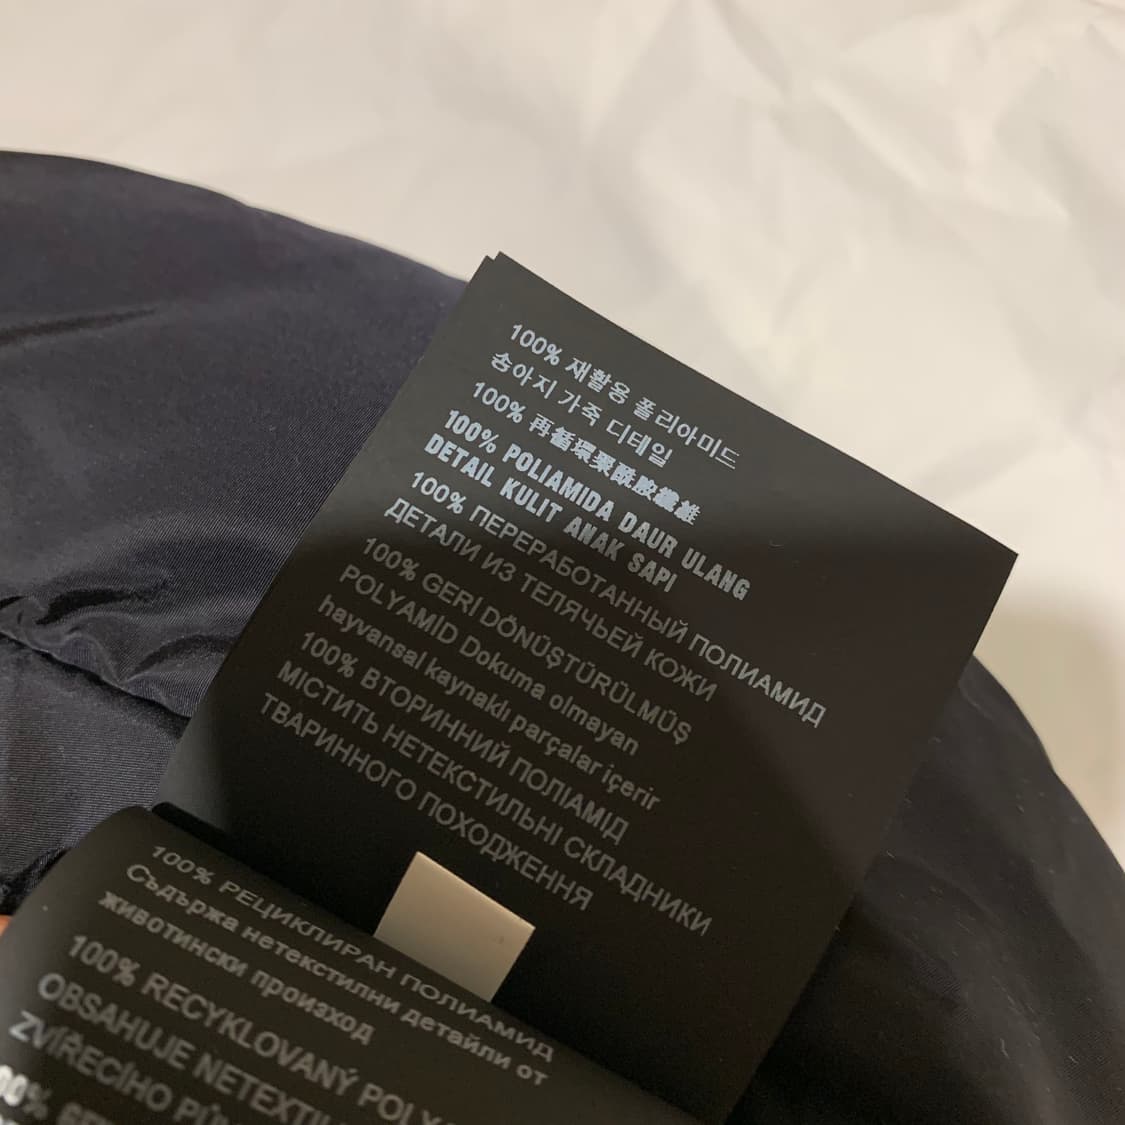 100% 재활용 폴리아미드
송아지 가죽 디테일
100% 再循環聚酰胺纖維
100% POLIAMIDA DAUR ULANG
DETAIL KULIT ANAK SAPI
100% ПЕРЕРАБОТАННЫЙ ПОЛИАМИД
ДЕТАЛИ ИЗ ТЕЛЯЧЬЕЙ КОЖИ
100% GERİ DÖNÜŞTÜRÜLMÜŞ
POLYAMİD Dokuma olmayan
hayvansal kaynaklı parçalar içerir
100% ВТОРИННИЙ ПОЛІАМІД
МІСТИТЬ НЕТЕКСТИЛЬНІ СКЛАДНИКИ
ТВАРИННОГО ПОХОДЖЕННЯ
100% РЕЦИКЛИРАН ПОЛИАМИД
Съдържа нетекстилни детайли от
животински произход
100% RECYKLOVANÝ
OBSAHUJE
ZVÍŘECÍHO